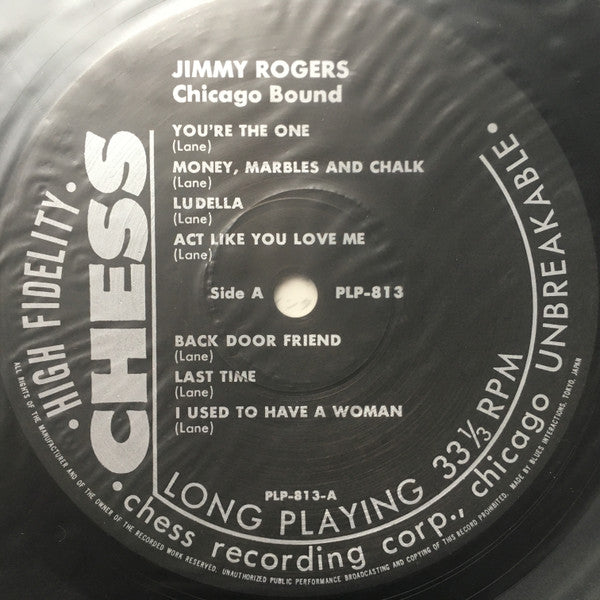 JIMMY ROGERS
Chicago Bound
YOU'RE THE ONE
(Lane)
MONEY, MARBLES AND CHALK
(Lane)
LUDELLA
(Lane)
ACT LIKE YOU LOVE ME
(Lane)
Side A PLP-813
BACK DOOR FRIEND
(Lane)
LAST TIME
(Lane)
I USED TO HAVE A WOMAN
(Lane)
PLP-813-A
• HIGH FIDELITY •
CHESS
LONG PLAYING 33⅓ RPM
• chess recording corp., chicago UNBREAKABLE •
ALL RIGHTS OF THE MANUFACTURER AND OF THE OWNER OF THE RECORDED WORK RESERVED. UNAUTHORIZED PUBLIC PERFORMANCE BROADCASTING AND COPYING OF THIS RECORD PROHIBITED. MADE BY BLUES INTERACTIONS, TOKYO, JAPAN